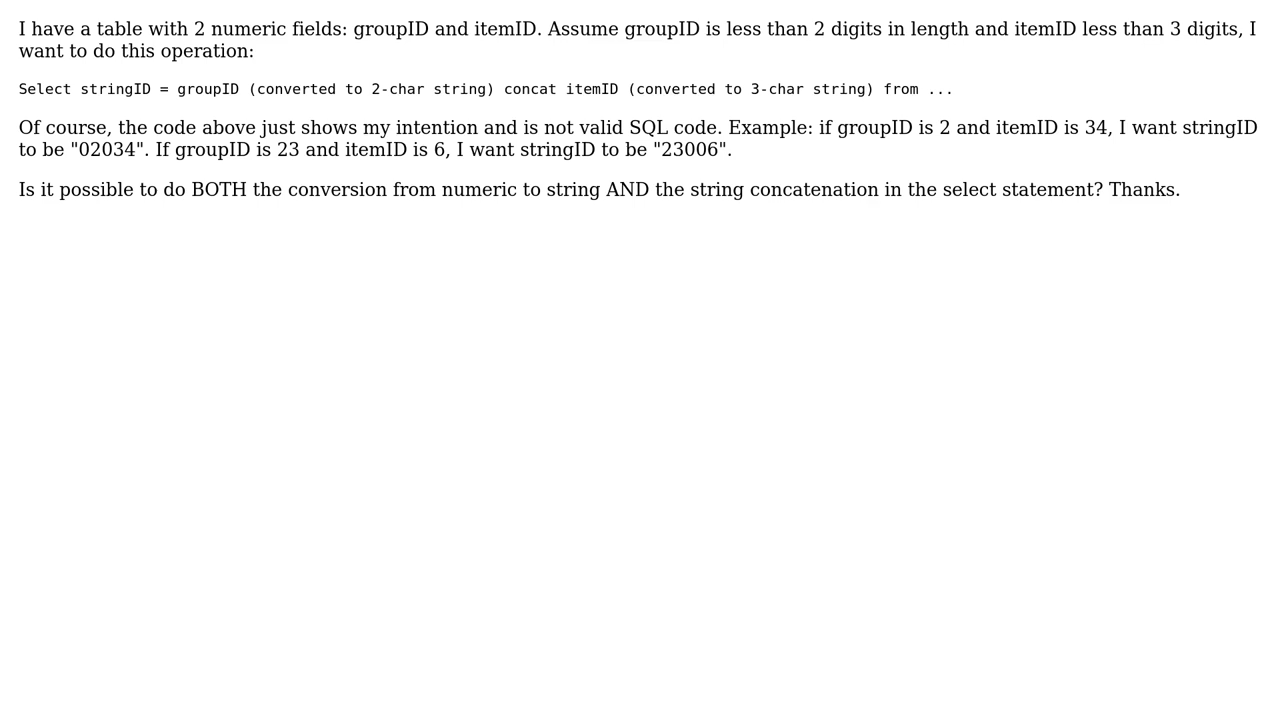 I have a table with 2 numeric fields: groupID and itemID. Assume groupID is less than 2 digits in length and itemID less than 3 digits, I
want to do this operation:
Select stringID = groupID (converted to 2-char string) concat itemID (converted to 3-char string) from ...
Of course, the code above just shows my intention and is not valid SQL code. Example: if groupID is 2 and itemID is 34, I want stringID
to be "02034". If groupID is 23 and itemID is 6, I want stringID to be "23006".
Is it possible to do BOTH the conversion from numeric to string AND the string concatenation in the select statement? Thanks.